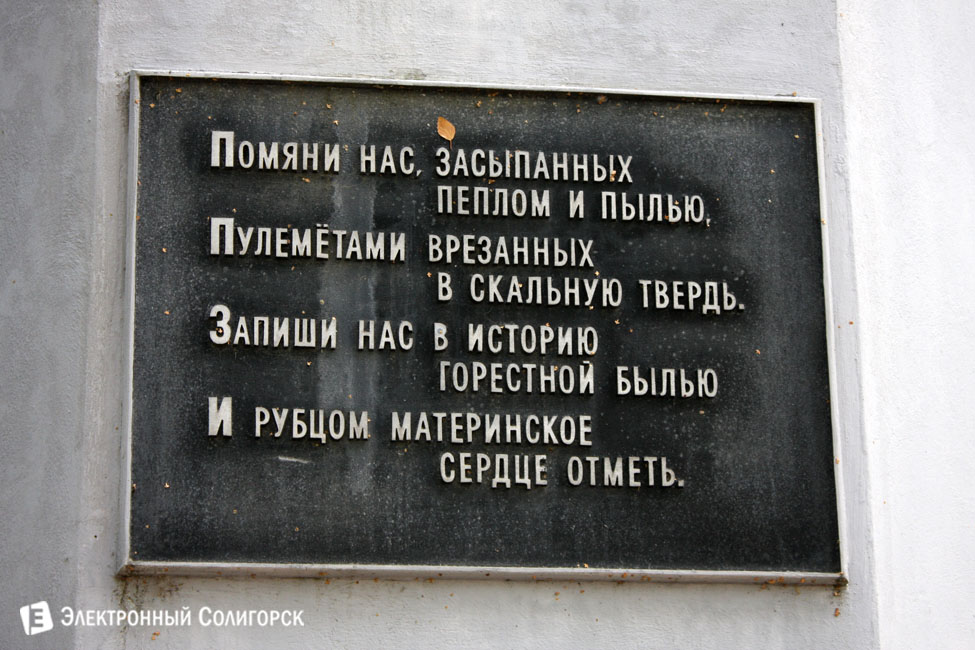 Помяни нас, засыпанных
пеплом и пылью,
Пулемётами врезанных
в скальную твердь.
Запиши нас в историю
горестной былью
И рубцом материнское
сердце отметь.
Электронный Солигорск